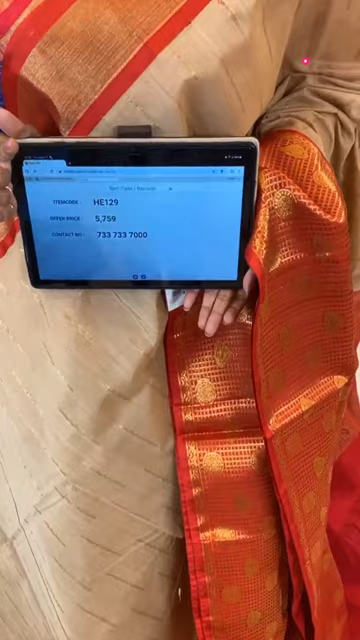 ITEMCODE : HE129
OFFER PRICE : 5,759
CONTACT NO : 733 733 7000